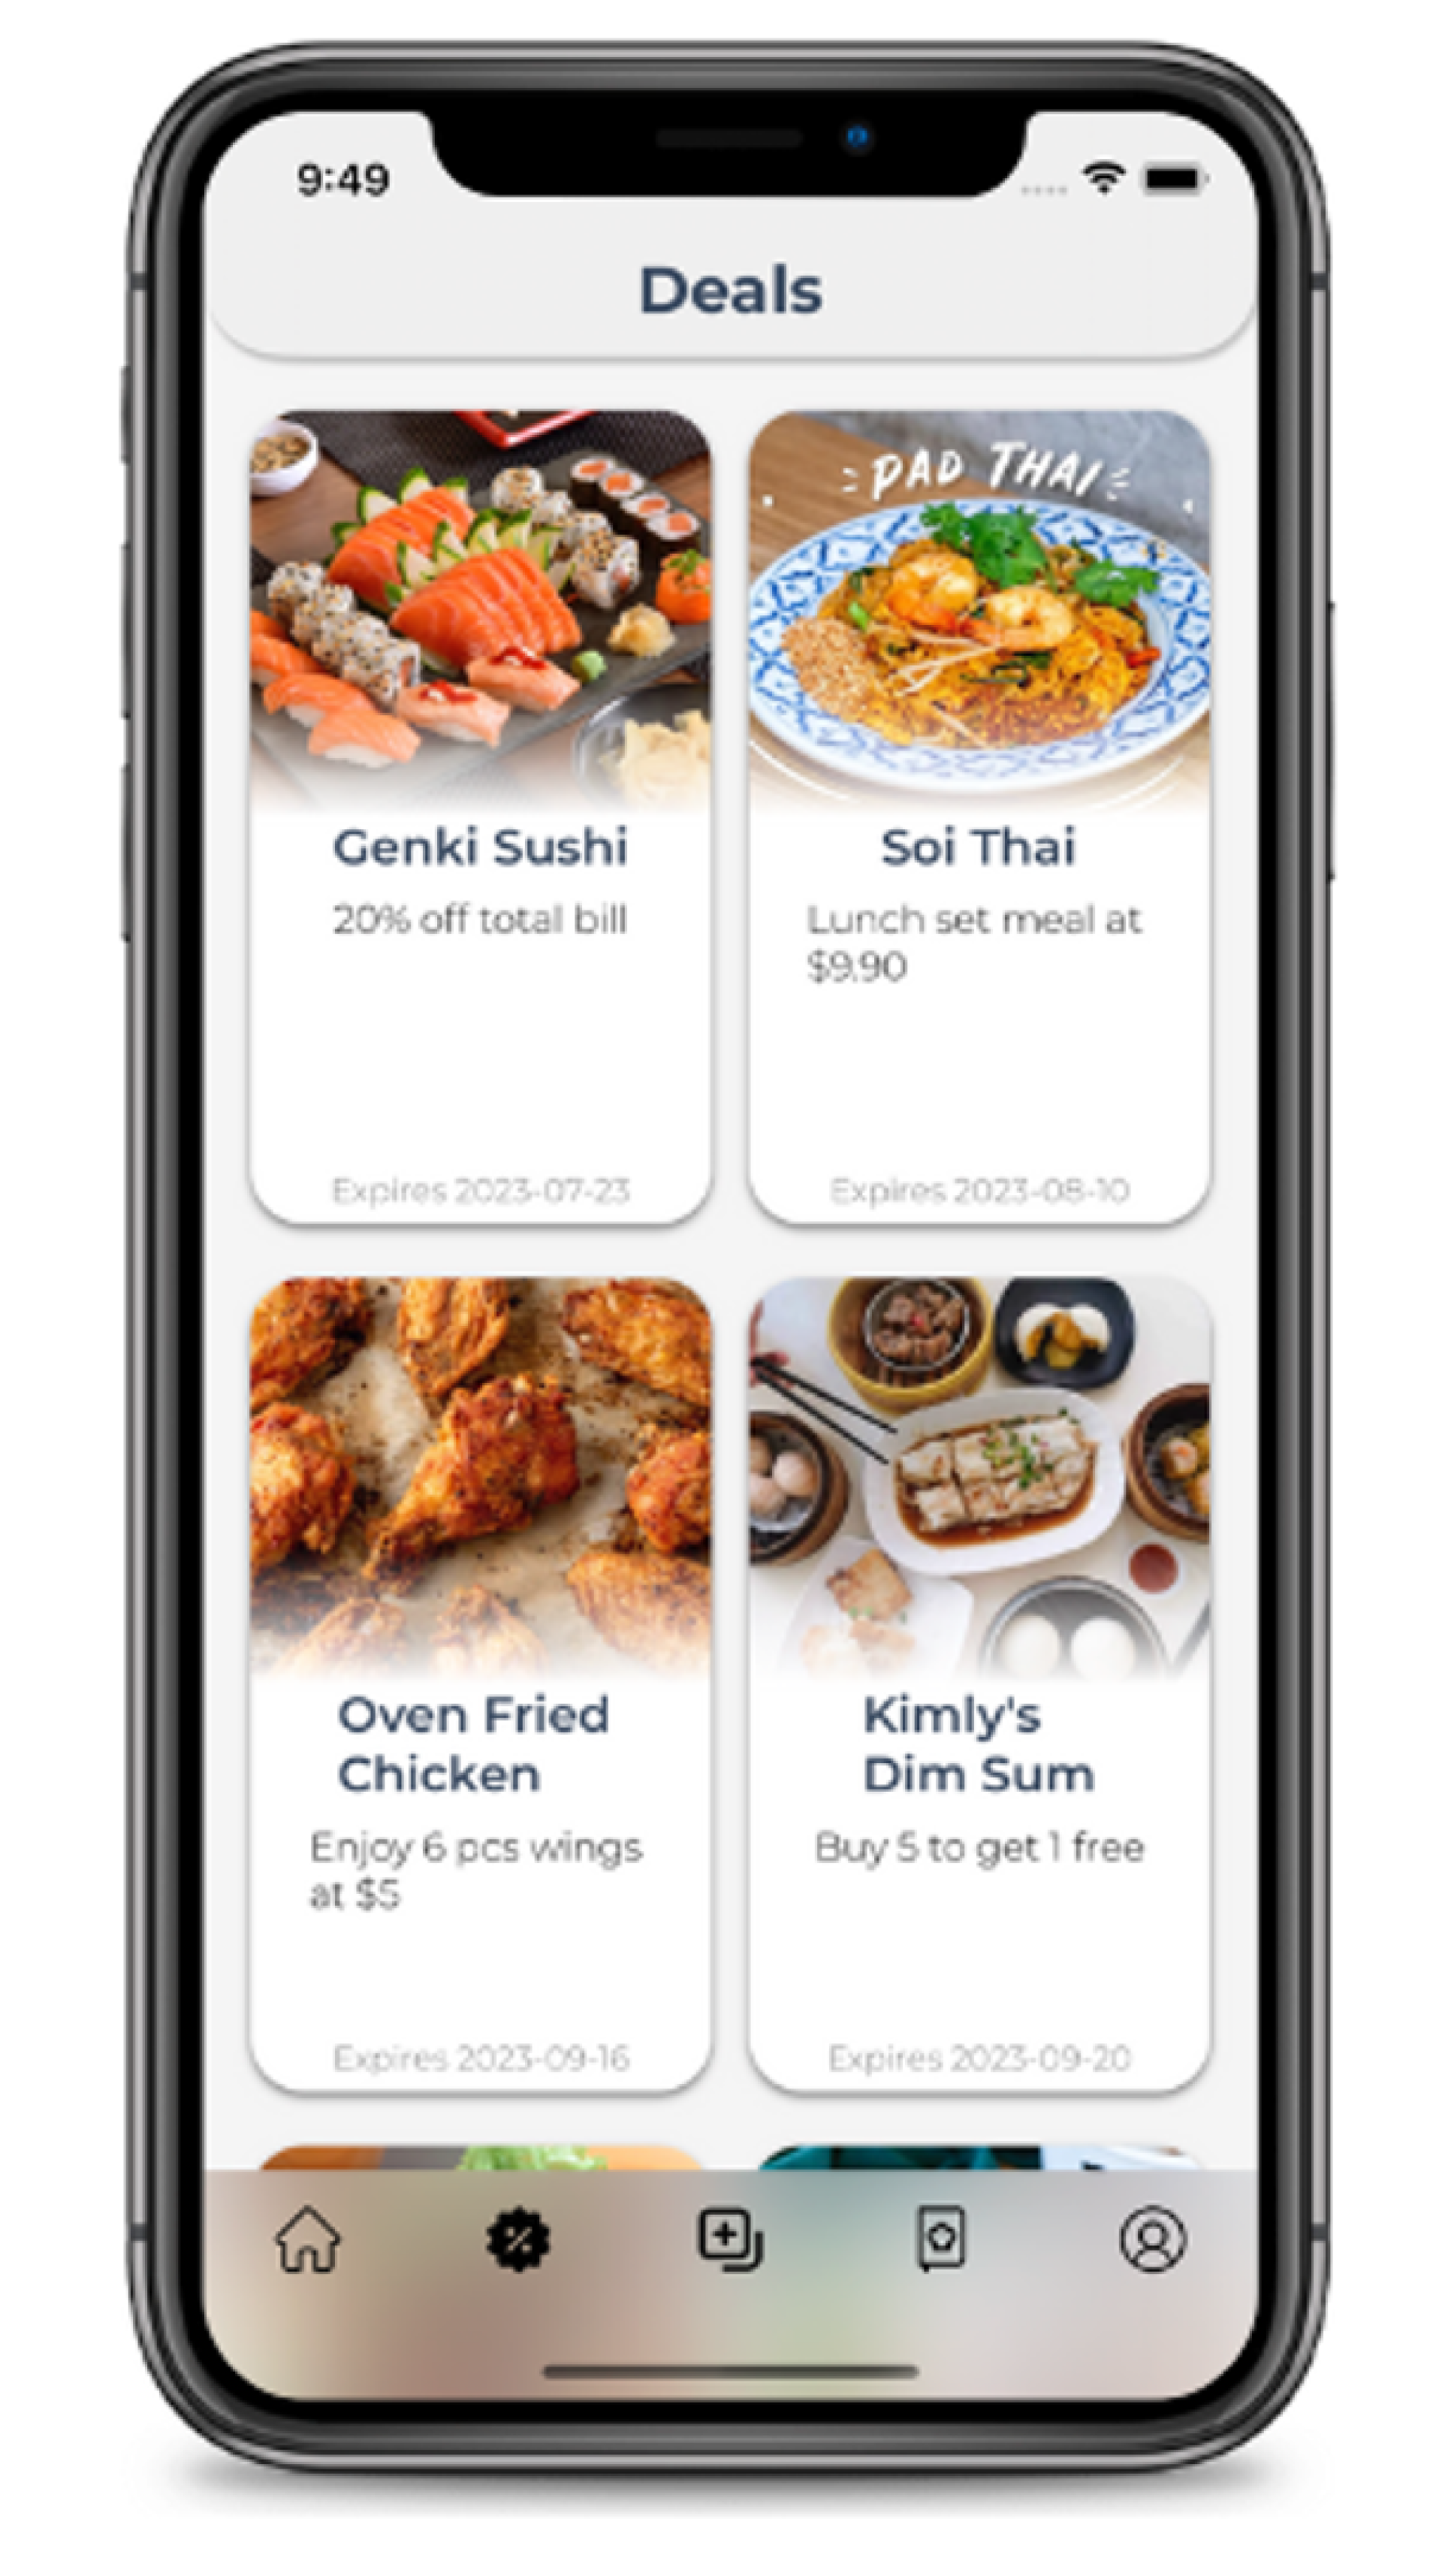 9:49
Deals
PAD THAI
Genki Sushi
20% off total bill
Expires 2023-07-23
Soi Thai
Lunch set meal at
$9.90
Expires 2023-08-10
Oven Fried
Chicken
Enjoy 6 pcs wings
at $5
Expires 2023-09-16
Kimly's
Dim Sum
Buy 5 to get 1 free
Expires 2023-09-20